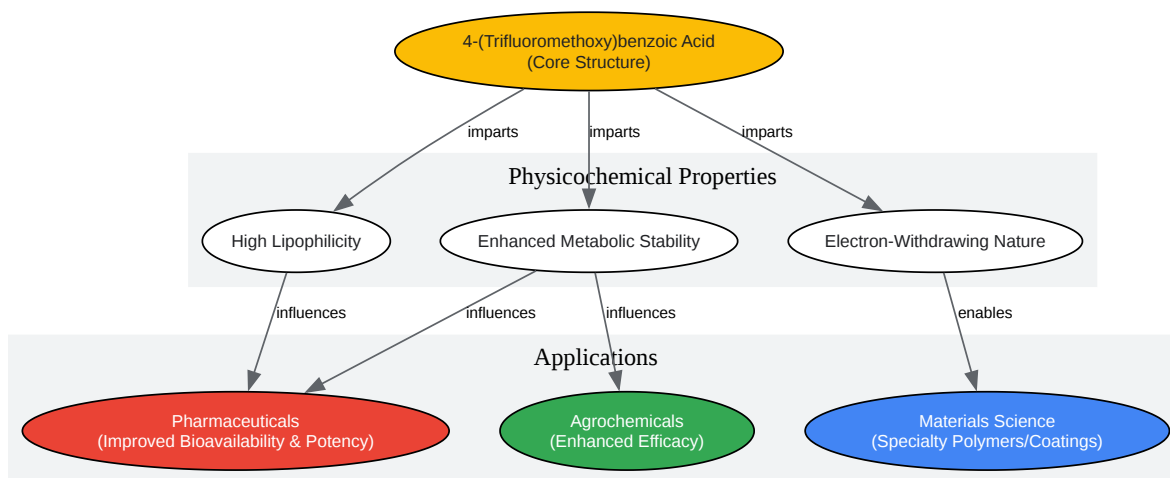 4-(Trifluoromethoxy)benzoic Acid
(Core Structure)
imparts
imparts
imparts
Physicochemical Properties
High Lipophilicity
Enhanced Metabolic Stability
Electron-Withdrawing Nature
influences
influences
influences
enables
Applications
Pharmaceuticals
(Improved Bioavailability & Potency)
Agrochemicals
(Enhanced Efficacy)
Materials Science
(Specialty Polymers/Coatings)